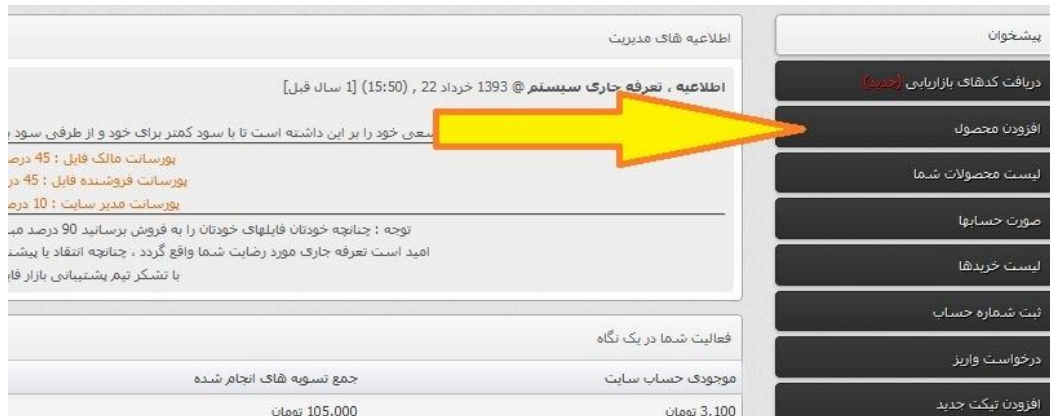 پیشخوان
دریافت کدهای بازاریابی (جدید)
افزودن محصول
لیست محصولات شما
صورت حسابها
لیست خریدها
ثبت شماره حساب
درخواست واریز
افزودن تیکت جدید
اطلاعیه های مدیریت
اطلاعیه ، تعرفه جاری سیستم @ 1393 خرداد 22 , (15:50) [1 سال قبل]
سعی خود را بر این داشته است تا با سود کمتر برای خود و از طرفی سود
پورسانت مالک فایل : 45
پورسانت فروشنده فایل : 45
پورسانت مدیر سایت : 10
توجه : چنانچه خودتان فایلهای خودتان را به فروش برسانید 90 درصد
امید است تعرفه جاری مورد رضایت شما واقع گردد ، چنانچه انتقاد یا
با تشکر تیم پشتیبانی بازار
فعالیت شما در یک نگاه
موجودی حساب سایت جمع تسویه های انجام شده
3,100 تومان 105,000 تومان